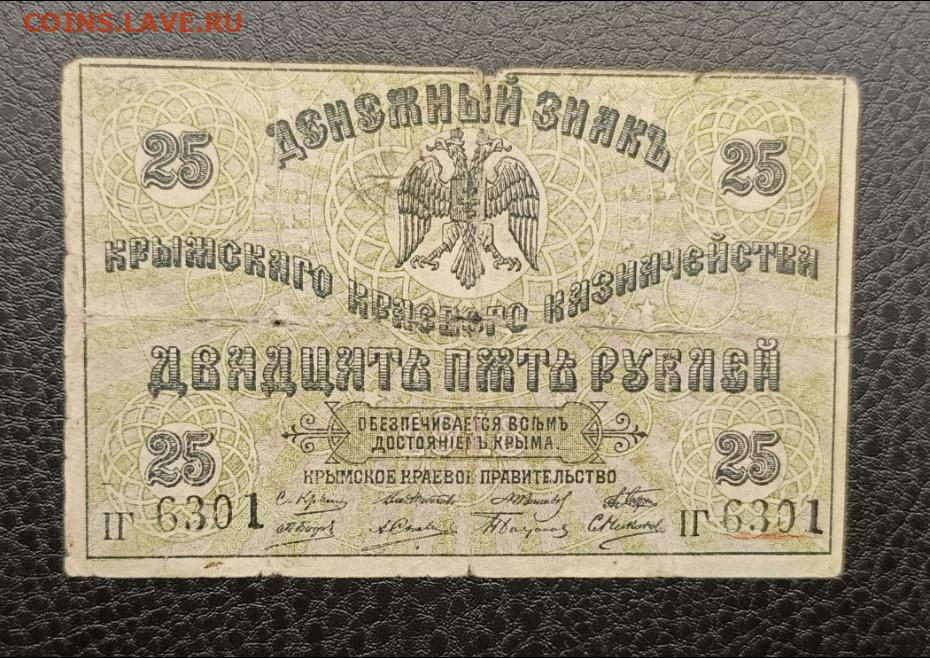 COINS.LAVE.RU
ДЕНЕЖНЫЙ ЗНАКЪ
25 25
КРЫМСКАГО КРАЕВОГО КАЗНАЧЕЙСТВА
ДВАДЦАТЬ ПЯТЬ РУБЛЕЙ
ОБЕЗПЕЧИВАЕТСЯ ВСѢМЪ
ДОСТОЯНІЕМЪ КРЫМА.
25 25
КРЫМСКОЕ КРАЕВОЕ ПРАВИТЕЛЬСТВО
ІГ 6301 ІГ 6301